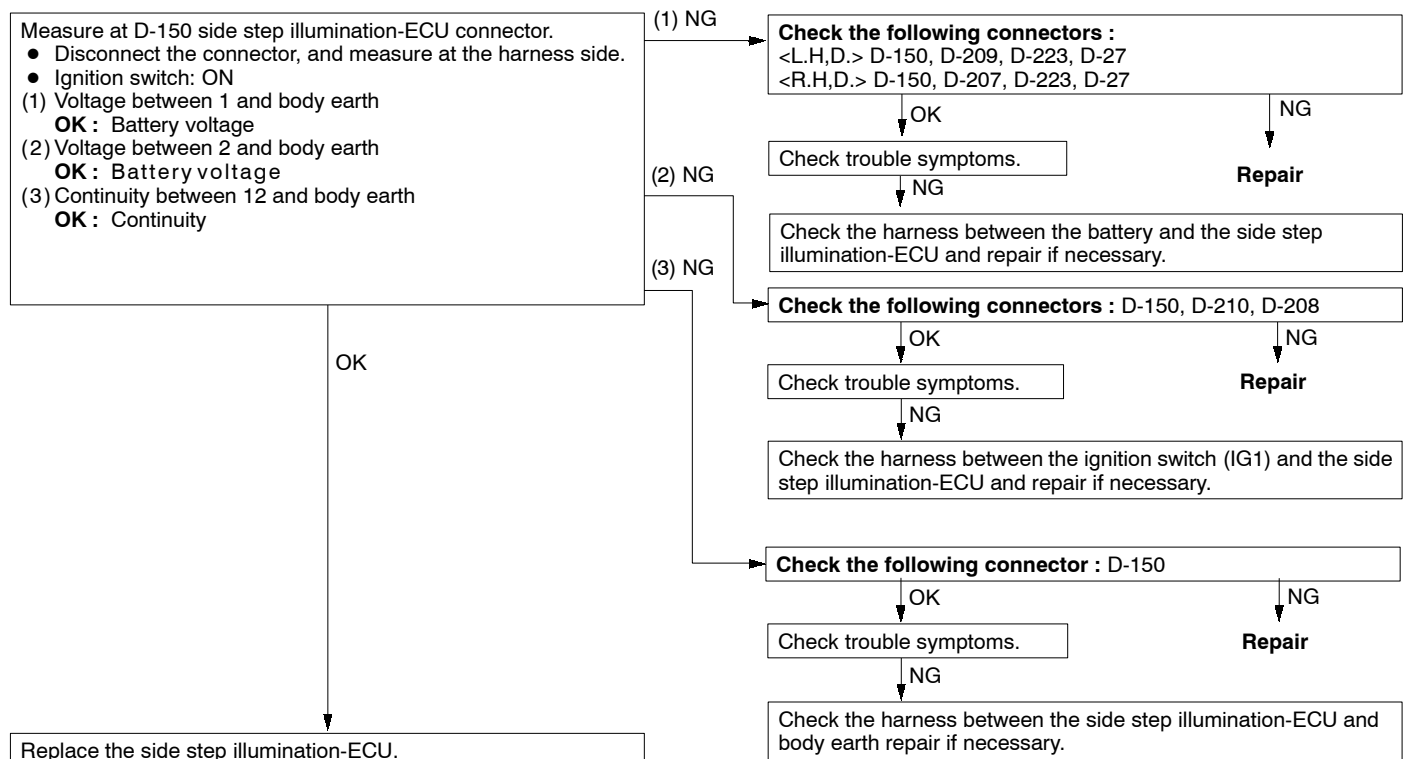 Measure at D-150 side step illumination-ECU connector.
● Disconnect the connector, and measure at the harness side.
● Ignition switch: ON
(1) Voltage between 1 and body earth
OK : Battery voltage
(2) Voltage between 2 and body earth
OK : Battery voltage
(3) Continuity between 12 and body earth
OK : Continuity
(1) NG
Check the following connectors :
<L.H,D.> D-150, D-209, D-223, D-27
<R.H,D.> D-150, D-207, D-223, D-27
OK
NG
Check trouble symptoms.
Repair
NG
Check the harness between the battery and the side step
illumination-ECU and repair if necessary.
(2) NG
Check the following connectors : D-150, D-210, D-208
OK
NG
Check trouble symptoms.
Repair
NG
Check the harness between the ignition switch (IG1) and the side
step illumination-ECU and repair if necessary.
(3) NG
Check the following connector : D-150
OK
NG
Check trouble symptoms.
Repair
NG
Check the harness between the side step illumination-ECU and
body earth repair if necessary.
OK
Replace the side step illumination-ECU.